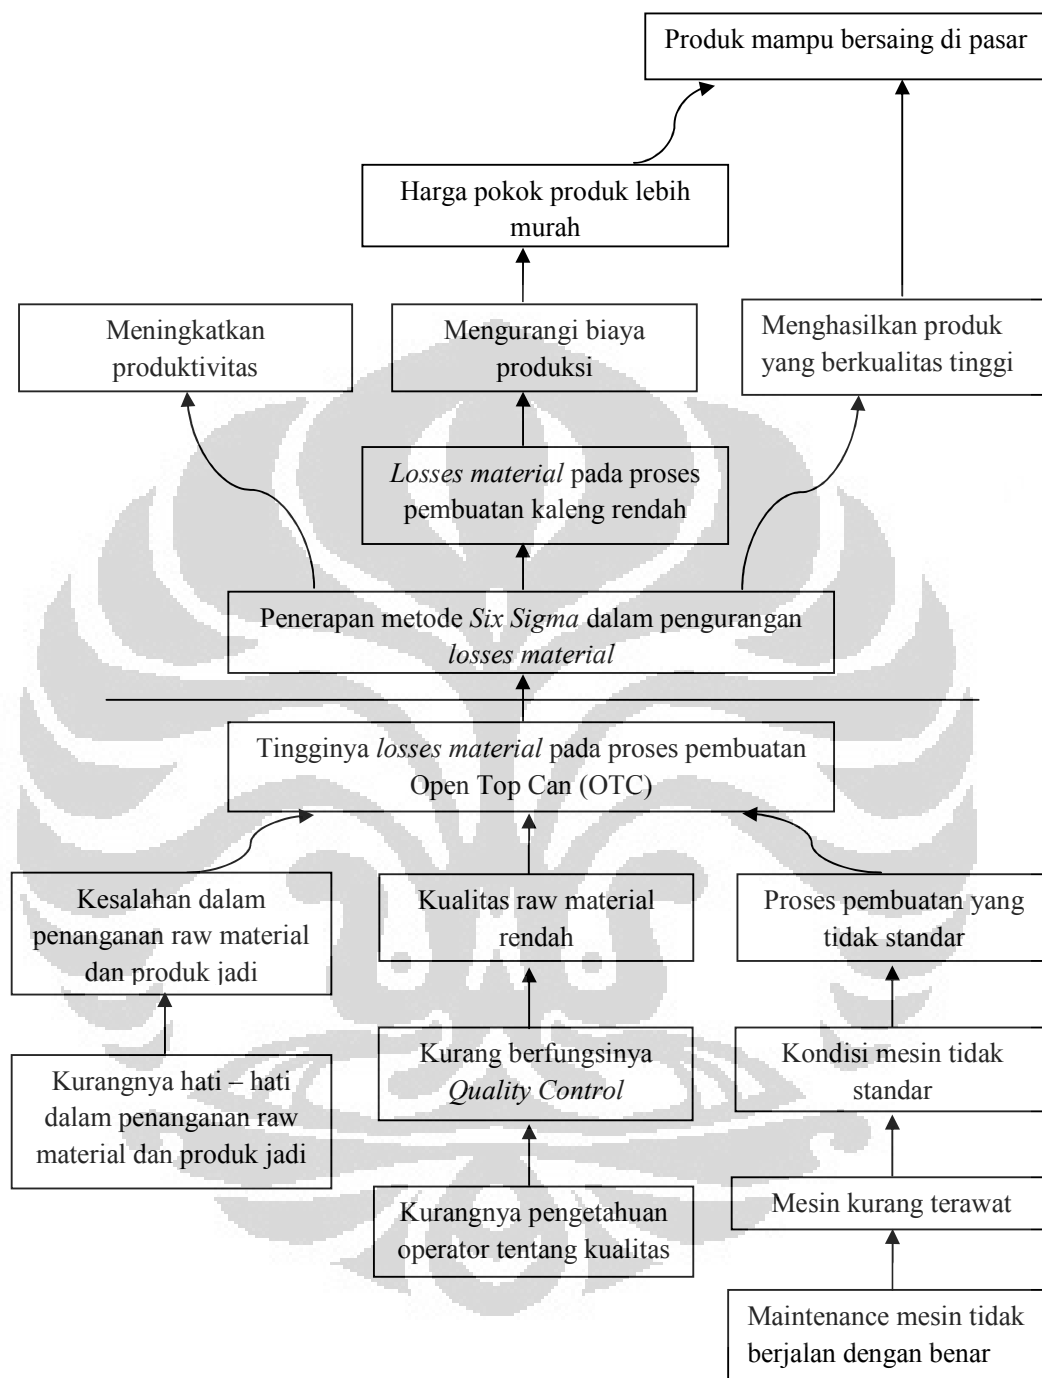 Produk mampu bersaing di pasar
Harga pokok produk lebih
murah
Meningkatkan
produktivitas
Mengurangi biaya
produksi
Menghasilkan produk
yang berkualitas tinggi
Losses material pada proses
pembuatan kaleng rendah
Penerapan metode Six Sigma dalam pengurangan
losses material
Tingginya losses material pada proses pembuatan
Open Top Can (OTC)
Kesalahan dalam
penanganan raw material
dan produk jadi
Kualitas raw material
rendah
Proses pembuatan yang
tidak standar
Kurangnya hati – hati
dalam penanganan raw
material dan produk jadi
Kurang berfungsinya
Quality Control
Kondisi mesin tidak
standar
Kurangnya pengetahuan
operator tentang kualitas
Mesin kurang terawat
Maintenance mesin tidak
berjalan dengan benar